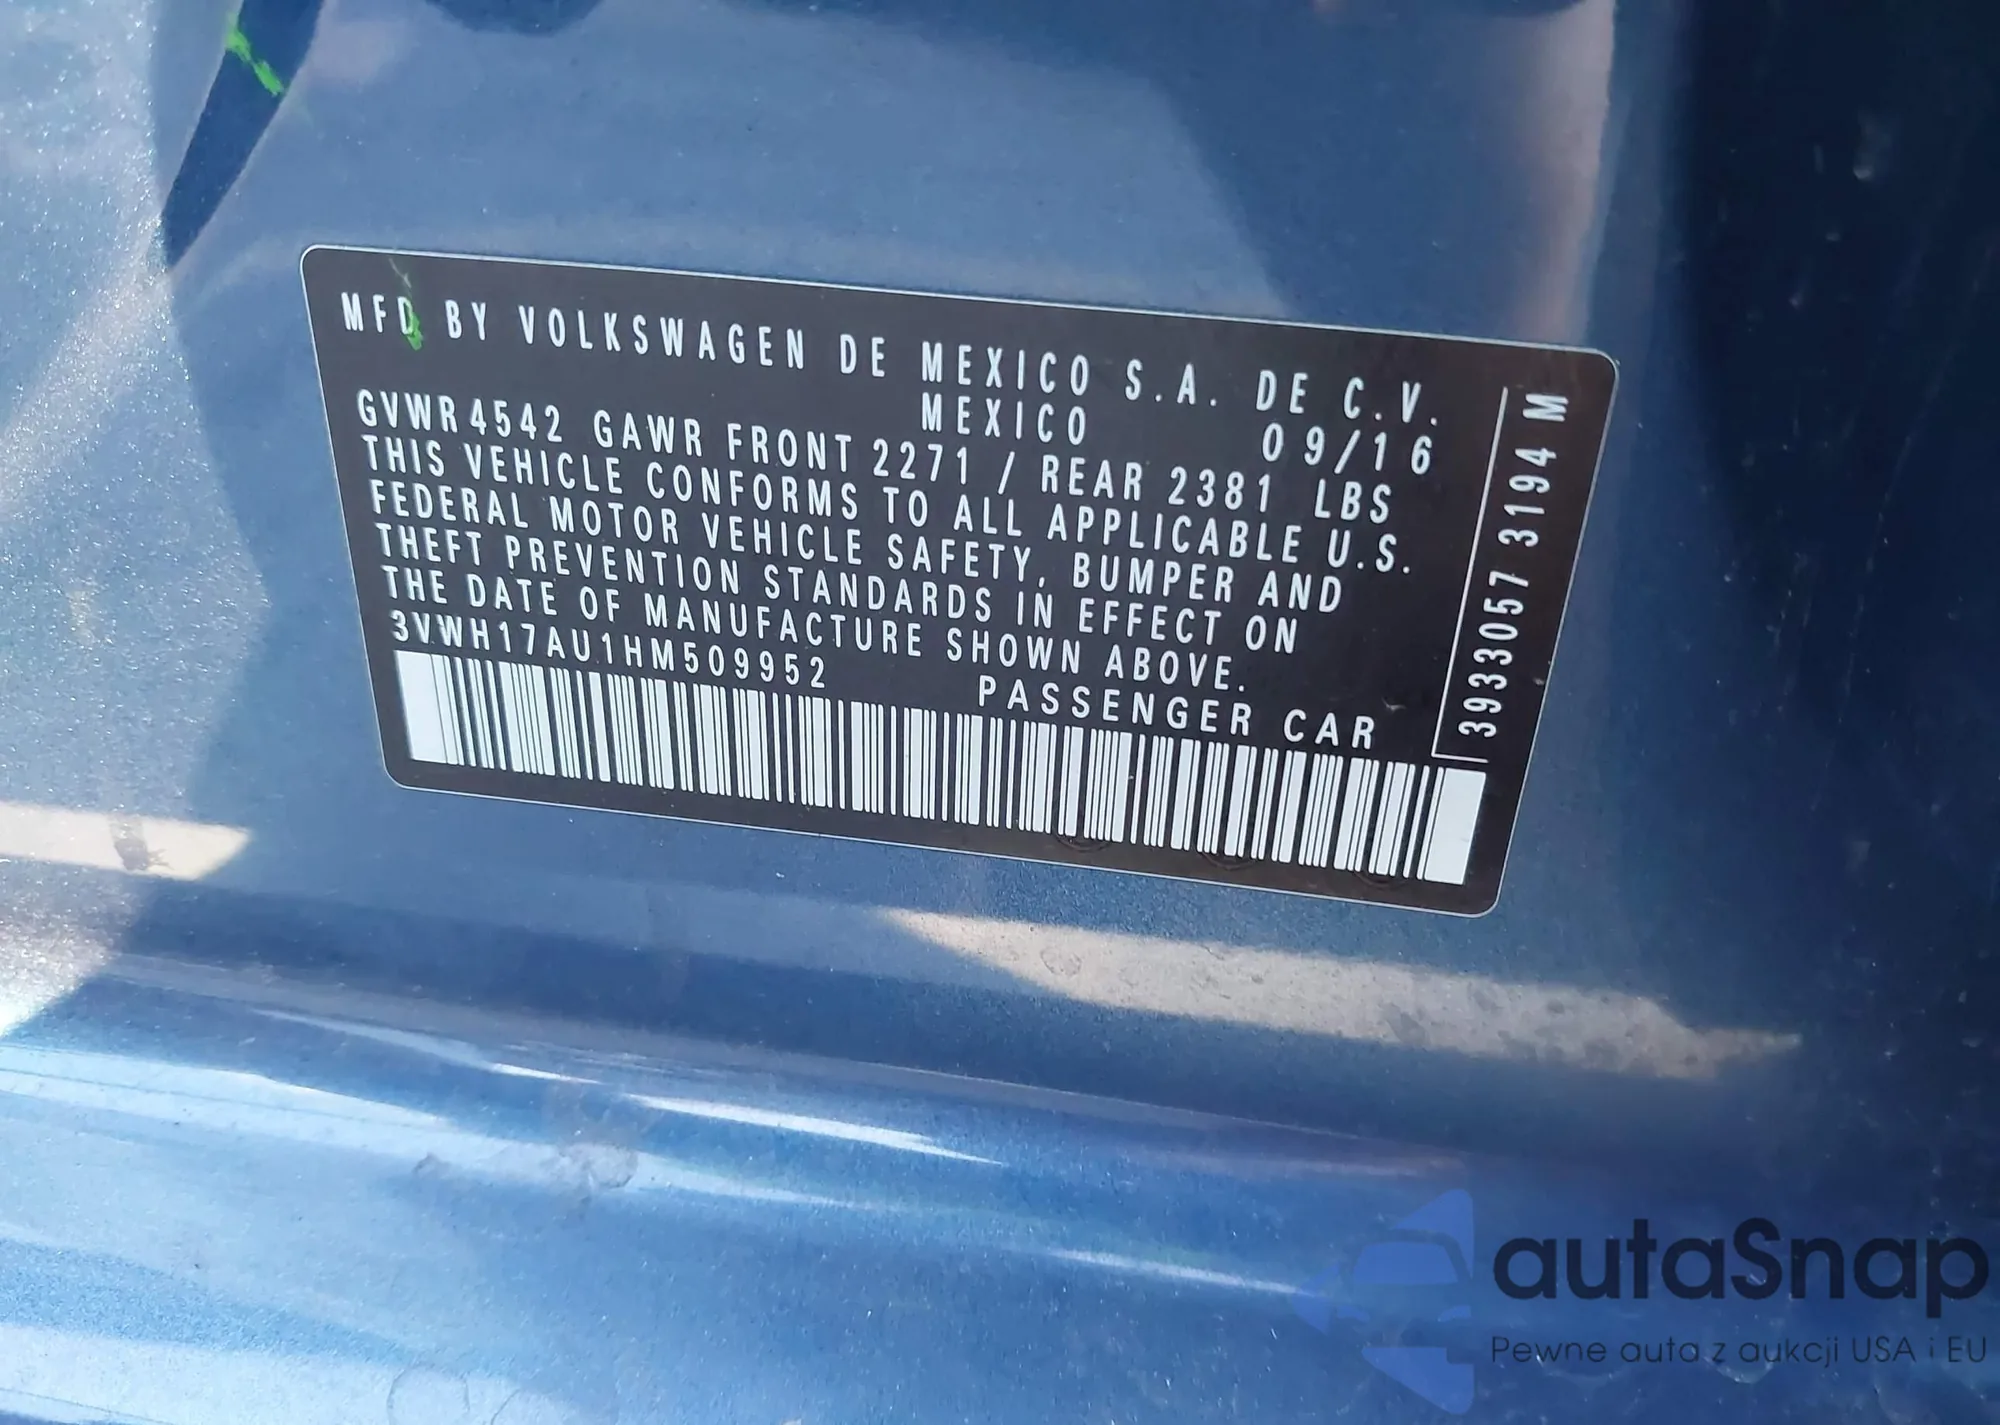 MFD BY VOLKSWAGEN DE MEXICO S.A. DE C.V.
MEXICO 09/16
GVWR 4542 GAWR FRONT 2271 / REAR 2381 LBS
THIS VEHICLE CONFORMS TO ALL APPLICABLE U.S.
FEDERAL MOTOR VEHICLE SAFETY, BUMPER AND
THEFT PREVENTION STANDARDS IN EFFECT ON
THE DATE OF MANUFACTURE SHOWN ABOVE.
3VWH17AU1HM509952 PASSENGER CAR
3933057 3194 M
autaSnap
Pewne auta z aukcji USA i EU